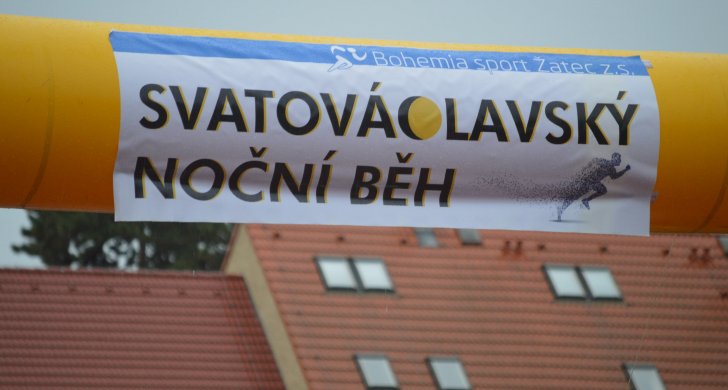 Bohemia sport Žatec z.s.
SVATOVÁCLAVSKÝ
NOČNÍ BĚH